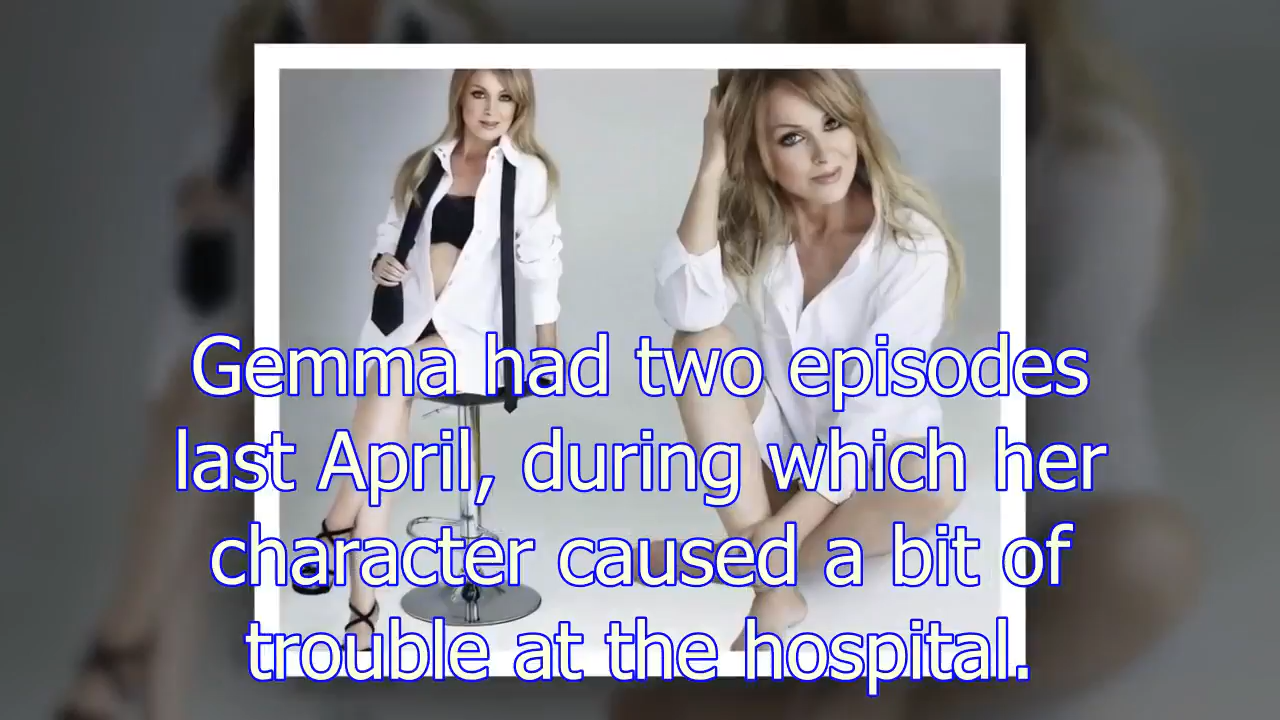 Gemma had two episodes
last April, during which her
character caused a bit of
trouble at the hospital.